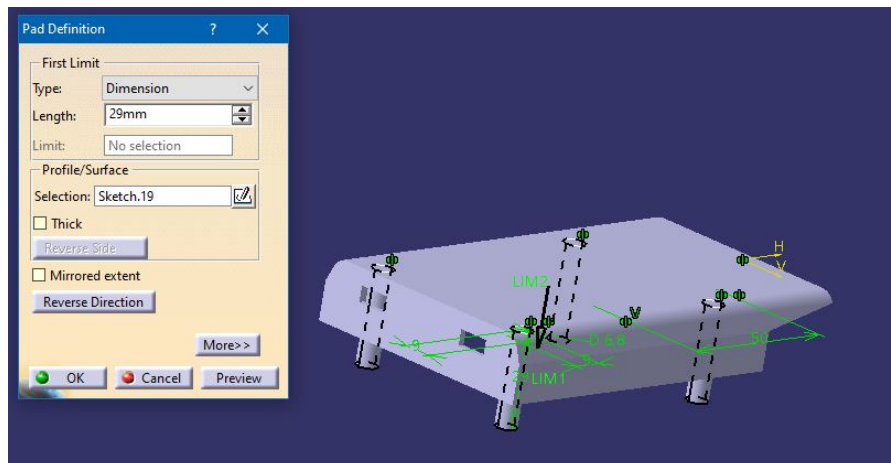 Pad Definition ? ×
First Limit
Type: Dimension
Length: 29mm
Limit: No selection
Profile/Surface
Selection: Sketch.19
Thick
Reverse Side
Mirrored extent
Reverse Direction
More>>
OK Cancel Preview
H
V
LIM2
V
D 6.8
50
9
LIM1